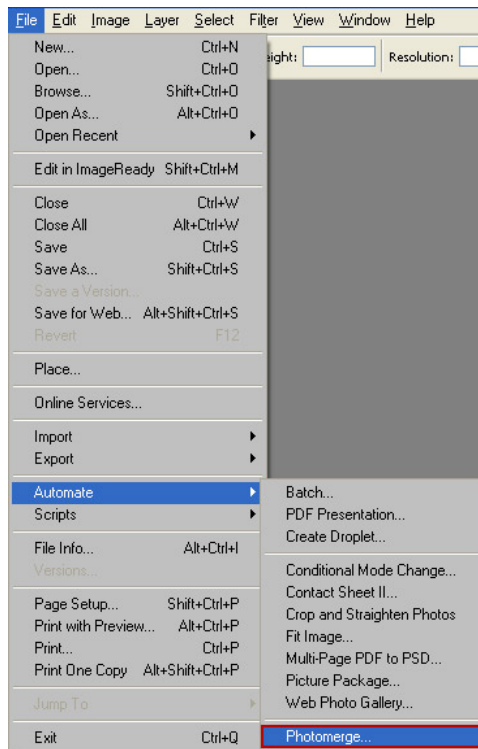 File Edit Image Layer Select Filter View Window Help
eight: Resolution:
New... Ctrl+N
Open... Ctrl+O
Browse... Shift+Ctrl+O
Open As... Alt+Ctrl+O
Open Recent
Edit in ImageReady Shift+Ctrl+M
Close Ctrl+W
Close All Alt+Ctrl+W
Save Ctrl+S
Save As... Shift+Ctrl+S
Save a Version...
Save for Web... Alt+Shift+Ctrl+S
Revert F12
Place...
Online Services...
Import
Export
Automate
Scripts
File Info... Alt+Ctrl+I
Versions...
Page Setup... Shift+Ctrl+P
Print with Preview... Alt+Ctrl+P
Print... Ctrl+P
Print One Copy Alt+Shift+Ctrl+P
Jump To
Exit Ctrl+Q
Batch...
PDF Presentation...
Create Droplet...
Conditional Mode Change...
Contact Sheet II...
Crop and Straighten Photos
Fit Image...
Multi-Page PDF to PSD...
Picture Package...
Web Photo Gallery...
Photomerge...